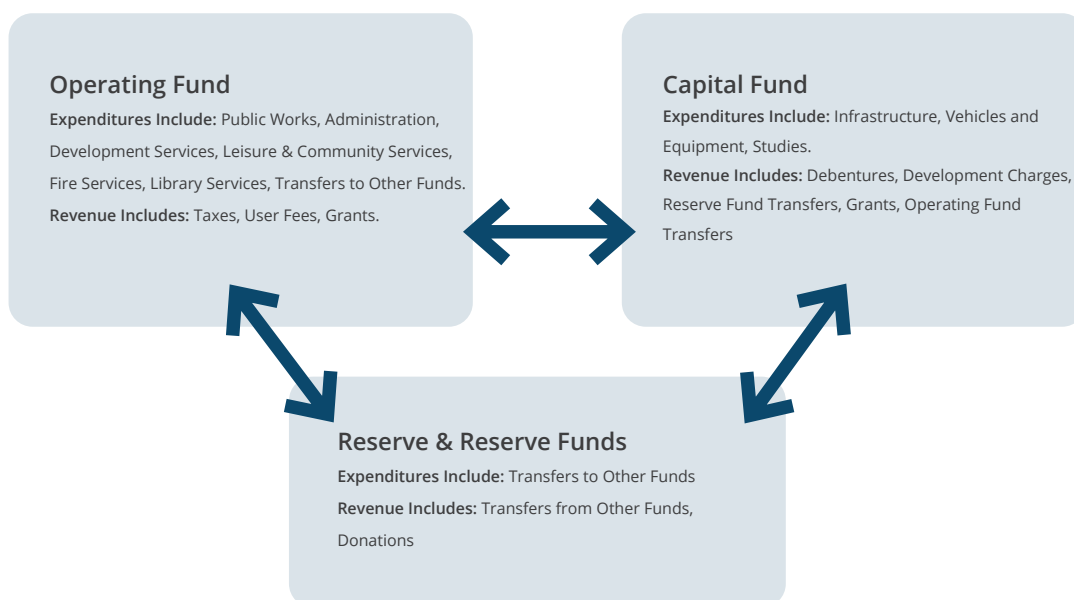 Operating Fund
Expenditures Include: Public Works, Administration,
Development Services, Leisure & Community Services,
Fire Services, Library Services, Transfers to Other Funds.
Revenue Includes: Taxes, User Fees, Grants.
Capital Fund
Expenditures Include: Infrastructure, Vehicles and
Equipment, Studies.
Revenue Includes: Debentures, Development Charges,
Reserve Fund Transfers, Grants, Operating Fund
Transfers
Reserve & Reserve Funds
Expenditures Include: Transfers to Other Funds
Revenue Includes: Transfers from Other Funds,
Donations